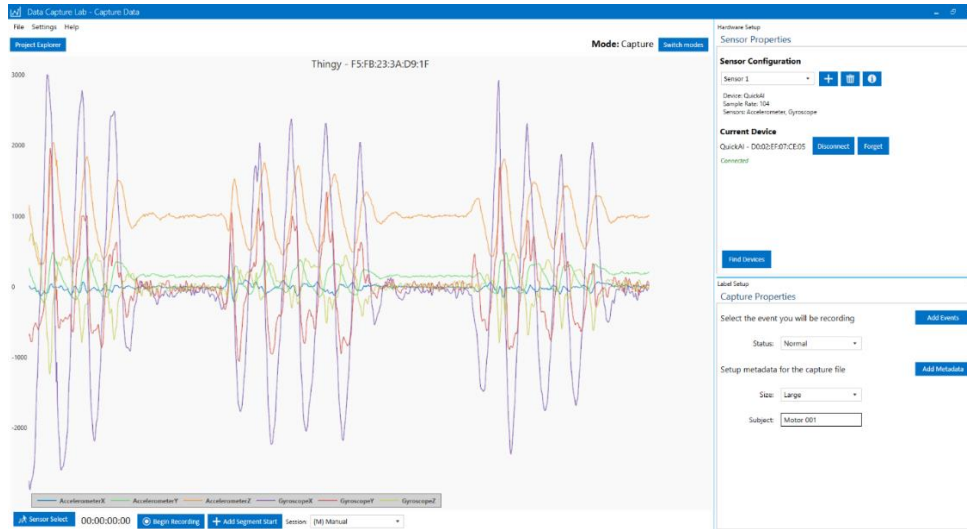 Data Capture Lab - Capture Data
File Settings Help
Project Explorer
Mode: Capture Switch modes
Thingy - F5:FB:23:3A:D9:1F
3000
2000
1000
0
-1000
-2000
AccelerometerX AccelerometerY AccelerometerZ GyroscopeX GyroscopeY GyroscopeZ
Sensor Select 00:00:00:00 Begin Recording Add Segment Start Session (M) Manual
Hardware Setup
Sensor Properties
Sensor Configuration
Sensor 1
Device: QuickAI
Sample Rate: 104
Sensors: Accelerometer, Gyroscope
Current Device
QuickAI - D0:02:EF:07:CE:05 Disconnect Forget
Connected
Find Devices
Label Setup
Capture Properties
Select the event you will be recording Add Events
Status: Normal
Setup metadata for the capture file Add Metadata
Size: Large
Subject: Motor 001